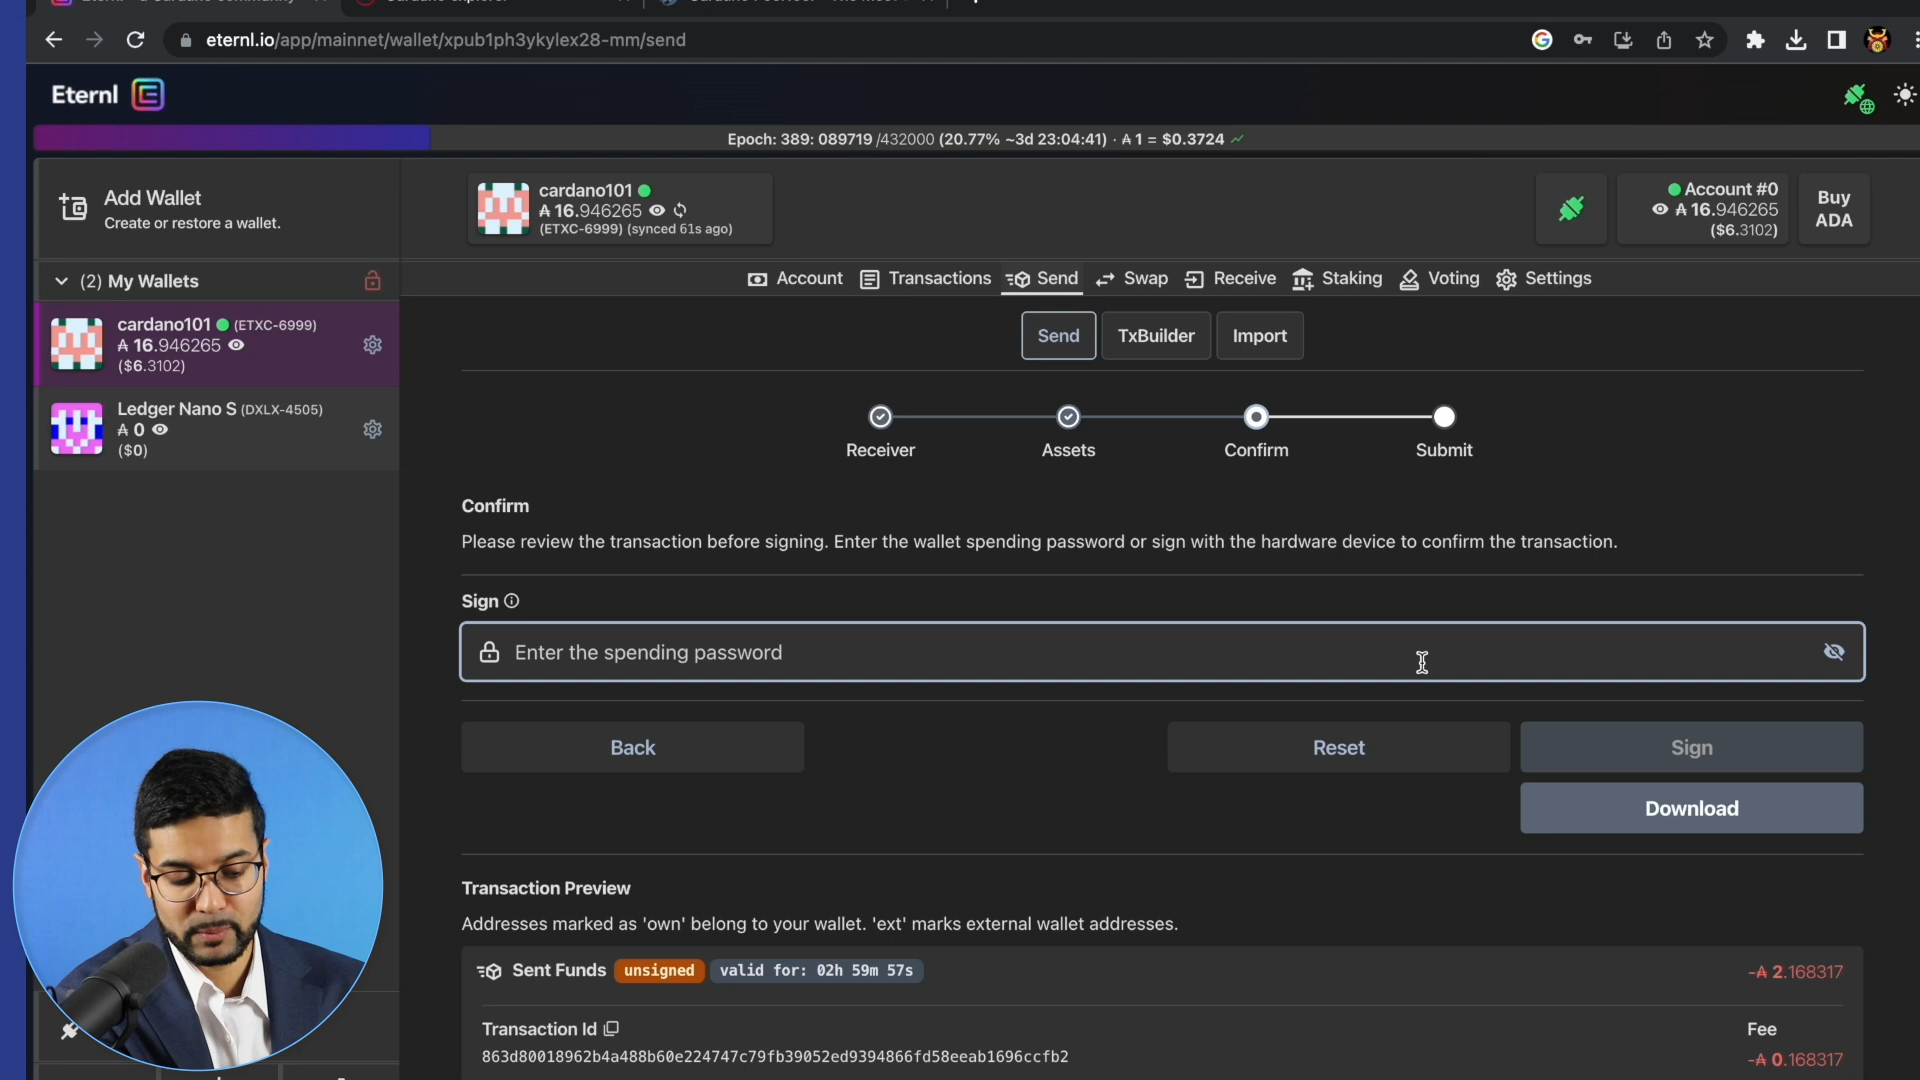 eternl.io/app/mainnet/wallet/xpub1ph3ykylex28-mm/send
Eternl
Epoch: 389: 089719 /432000 (20.77% ~3d 23:04:41) · ₳ 1 = $0.3724
Add Wallet
Create or restore a wallet.
cardano101
₳ 16.946265
(ETXC-6999) (synced 61s ago)
Account #0
₳ 16.946265
($6.3102)
Buy
ADA
(2) My Wallets
Account
Transactions
Send
Swap
Receive
Staking
Voting
Settings
cardano101 (ETXC-6999)
₳ 16.946265
($6.3102)
Ledger Nano S (DXLX-4505)
₳ 0
($0)
Send
TxBuilder
Import
Receiver
Assets
Confirm
Submit
Confirm
Please review the transaction before signing. Enter the wallet spending password or sign with the hardware device to confirm the transaction.
Sign
Enter the spending password
Back
Reset
Sign
Download
Transaction Preview
Addresses marked as 'own' belong to your wallet. 'ext' marks external wallet addresses.
Sent Funds unsigned valid for: 02h 59m 57s
-₳ 2.168317
Transaction Id
Fee
863d80018962b4a488b60e224747c79fb39052ed9394866fd58eeab1696ccfb2
-₳ 0.168317